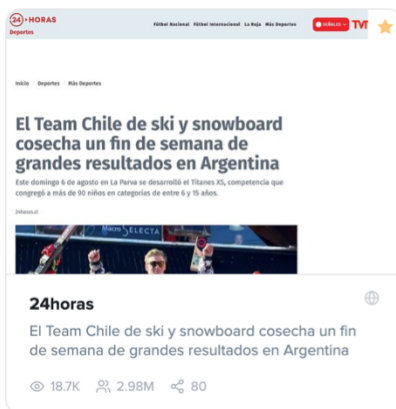 24 HORAS
Deportes
Fútbol Nacional Fútbol Internacional La Roja Más Deportes
SEÑALES
TVN
Inicio Deportes Más Deportes
El Team Chile de ski y snowboard
cosecha un fin de semana de
grandes resultados en Argentina
Este domingo 6 de agosto en La Parva se desarrolló el Titanes XS, competencia que
congregó a más de 90 niños en categorías de entre 6 y 15 años.
24horas.cl
Macro SELECTA
24horas
El Team Chile de ski y snowboard cosecha un fin
de semana de grandes resultados en Argentina
18.7K 2.98M 80